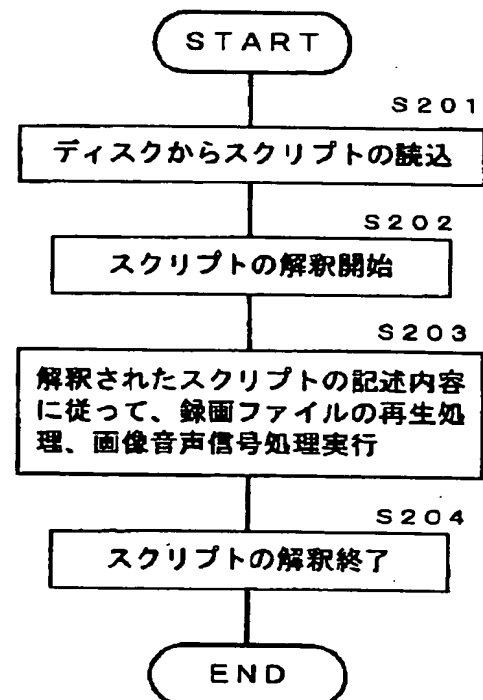 START
S201
ディスクからスクリプトの読込
S202
スクリプトの解釈開始
S203
解釈されたスクリプトの記述内容
に従って、録画ファイルの再生処
理、画像音声信号処理実行
S204
スクリプトの解釈終了
END